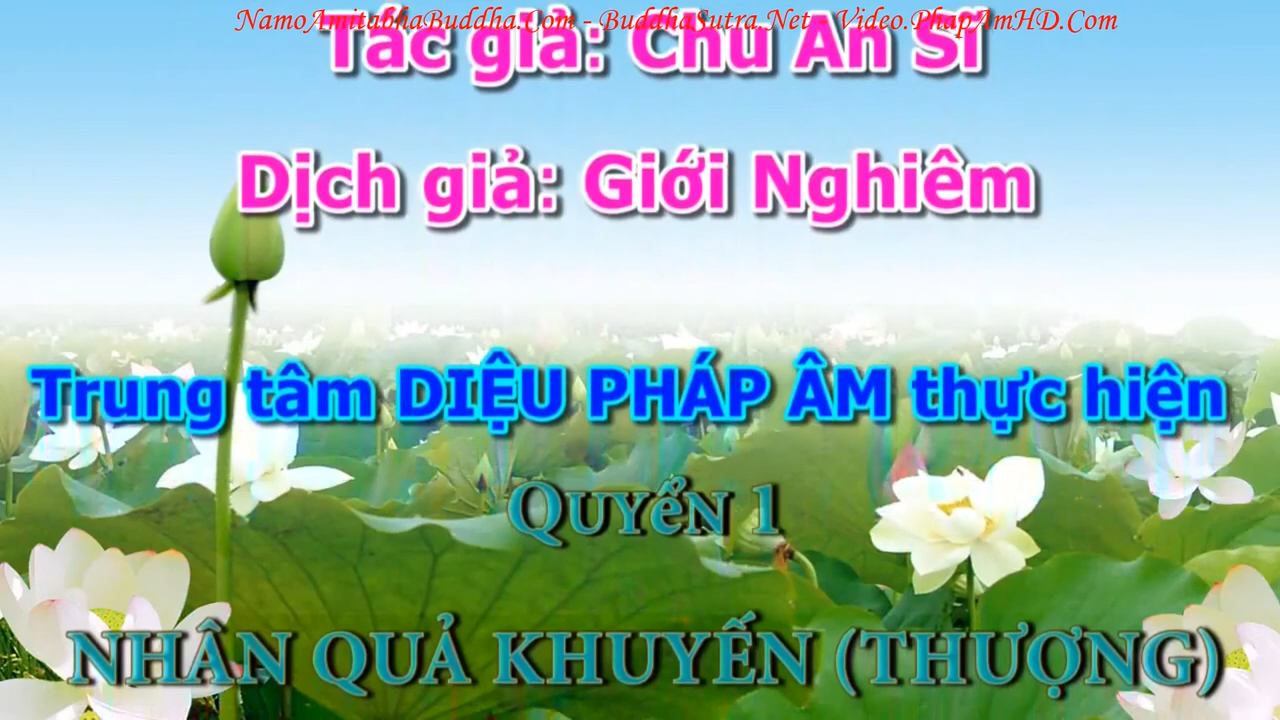 NamoAmitabhaBuddha.Com - BuddhaSutra.Net - Video.PhapAmHD.Com
Tác giả: Chu An Sĩ
Dịch giả: Giới Nghiêm
Trung tâm DIỆU PHÁP ÂM thực hiện
Quyển 1
NHÂN QUẢ KHUYẾN (THƯỢNG)